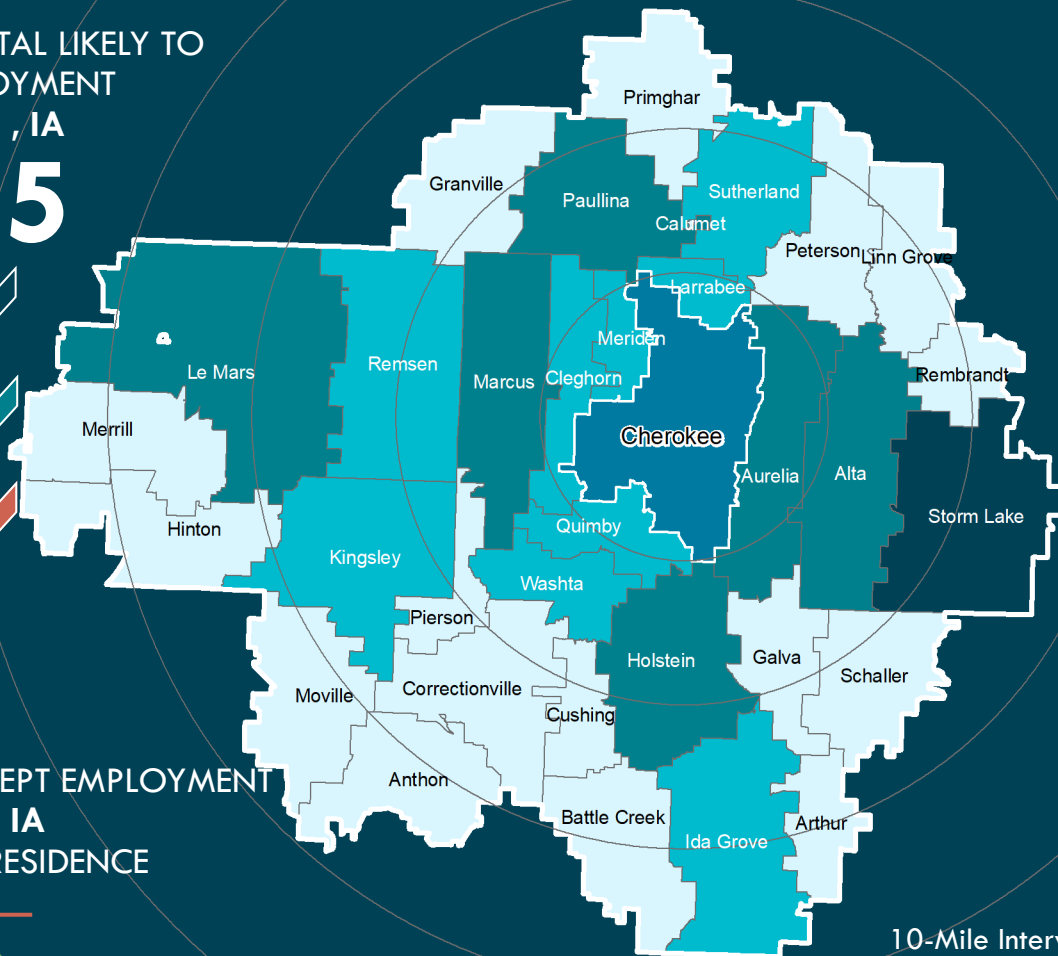 TAL LIKELY TO
OYMENT
, IA
5
Primghar
Granville
Paullina
Sutherland
Calumet
Peterson
Linn Grove
Larrabee
Meriden
Le Mars
Remsen
Marcus
Cleghorn
Rembrandt
Merrill
Cherokee
Aurelia
Alta
Storm Lake
Hinton
Quimby
Kingsley
Washta
Pierson
Galva
Holstein
Schaller
Correctionville
Moville
Cushing
Anthon
EPT EMPLOYMENT
IA
RESIDENCE
Battle Creek
Arthur
Ida Grove
10-Mile Interv